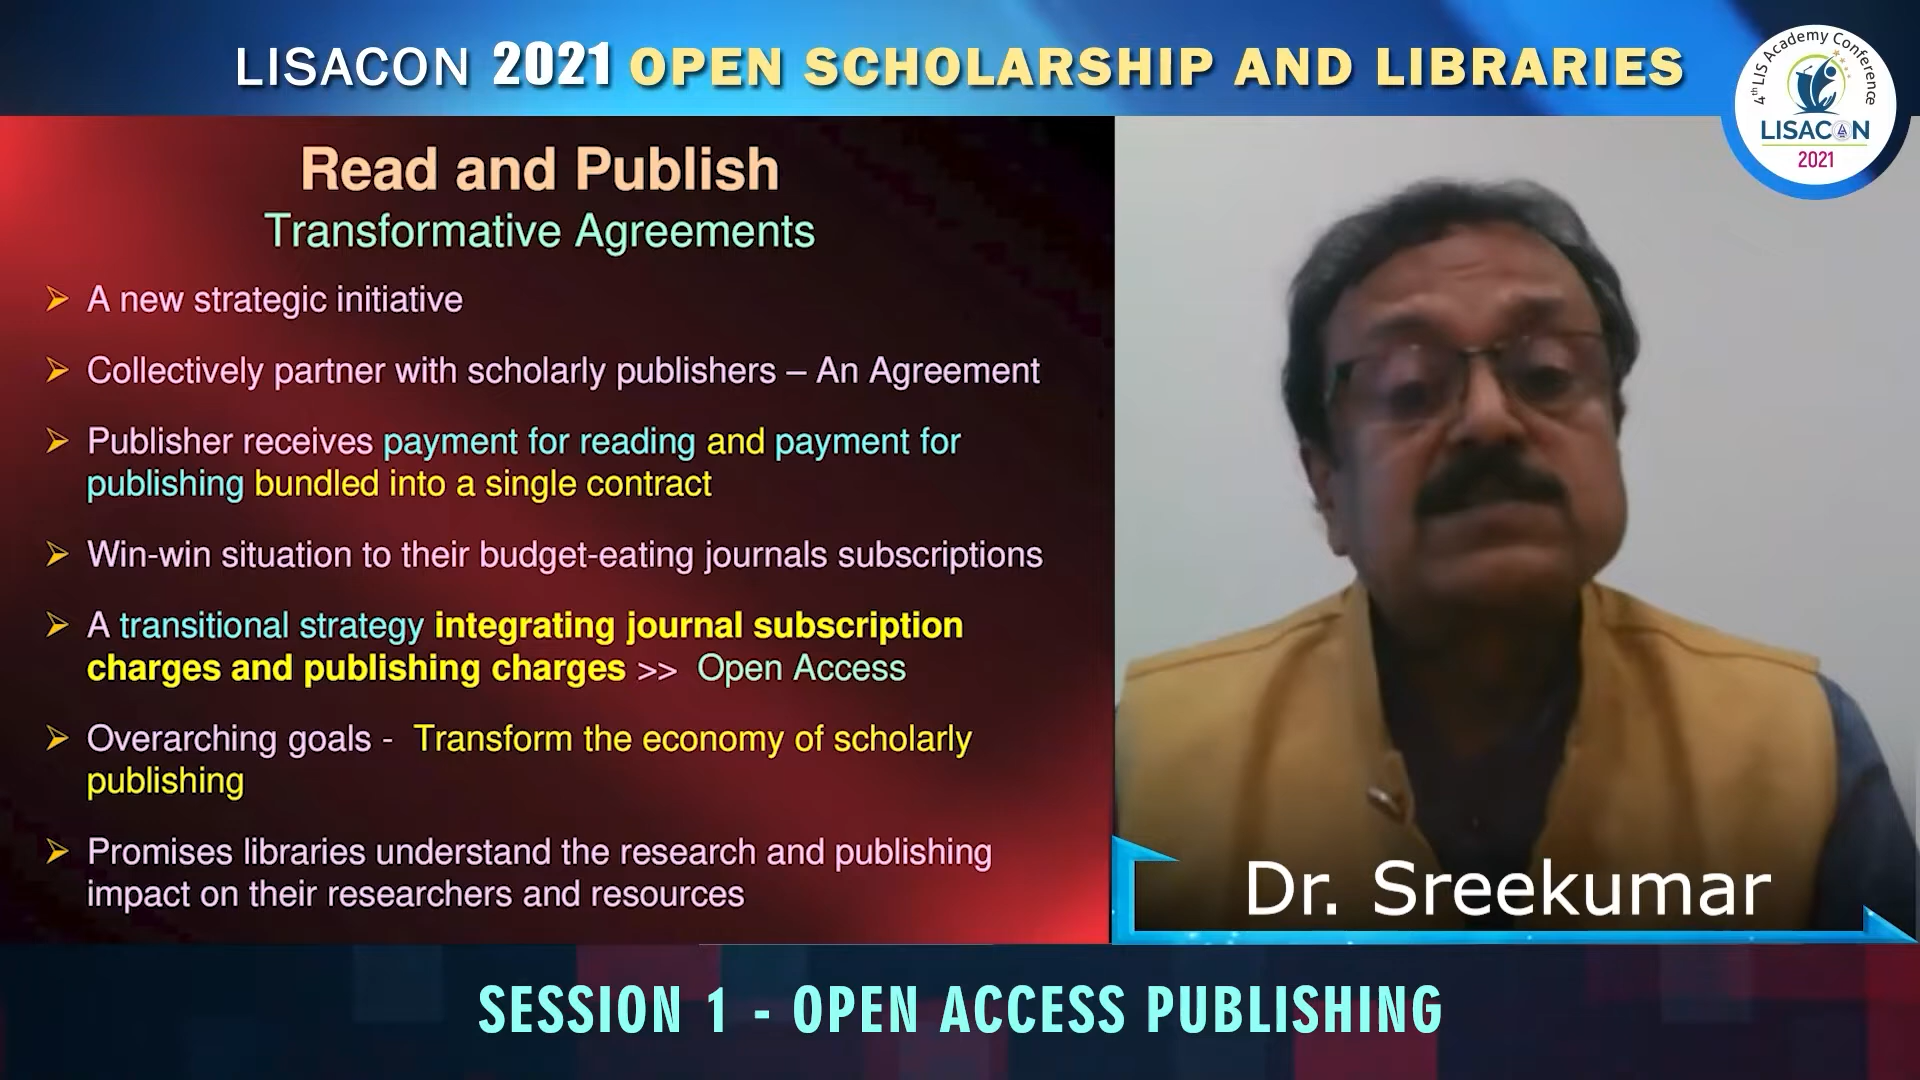 LISACON 2021 OPEN SCHOLARSHIP AND LIBRARIES
4th LIS Academy Conference
LISACON
2021
Read and Publish
Transformative Agreements
➢ A new strategic initiative
➢ Collectively partner with scholarly publishers – An Agreement
➢ Publisher receives payment for reading and payment for
publishing bundled into a single contract
➢ Win-win situation to their budget-eating journals subscriptions
➢ A transitional strategy integrating journal subscription
charges and publishing charges >> Open Access
➢ Overarching goals - Transform the economy of scholarly
publishing
➢ Promises libraries understand the research and publishing
impact on their researchers and resources
Dr. Sreekumar
SESSION 1 - OPEN ACCESS PUBLISHING